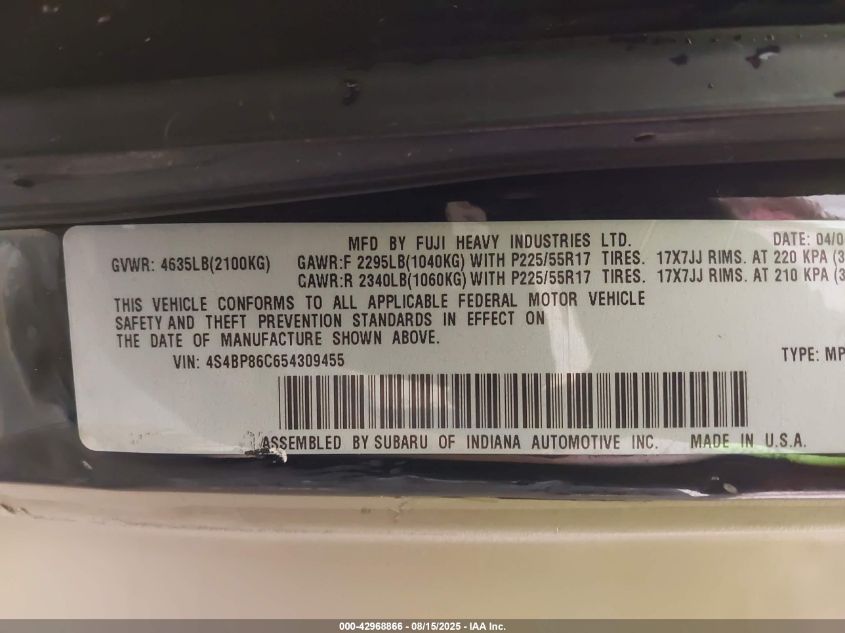 MFD BY FUJI HEAVY INDUSTRIES LTD. DATE: 04/0
GVWR: 4635LB(2100KG) GAWR:F 2295LB(1040KG) WITH P225/55R17 TIRES. 17X7JJ RIMS. AT 220 KPA (3
GAWR:R 2340LB(1060KG) WITH P225/55R17 TIRES. 17X7JJ RIMS. AT 210 KPA (3
THIS VEHICLE CONFORMS TO ALL APPLICABLE FEDERAL MOTOR VEHICLE
SAFETY AND THEFT PREVENTION STANDARDS IN EFFECT ON
THE DATE OF MANUFACTURE SHOWN ABOVE.
VIN: 4S4BP86C654309455 TYPE: MP
ASSEMBLED BY SUBARU OF INDIANA AUTOMOTIVE INC. MADE IN U.S.A.
000-42968866 - 08/15/2025 - IAA Inc.